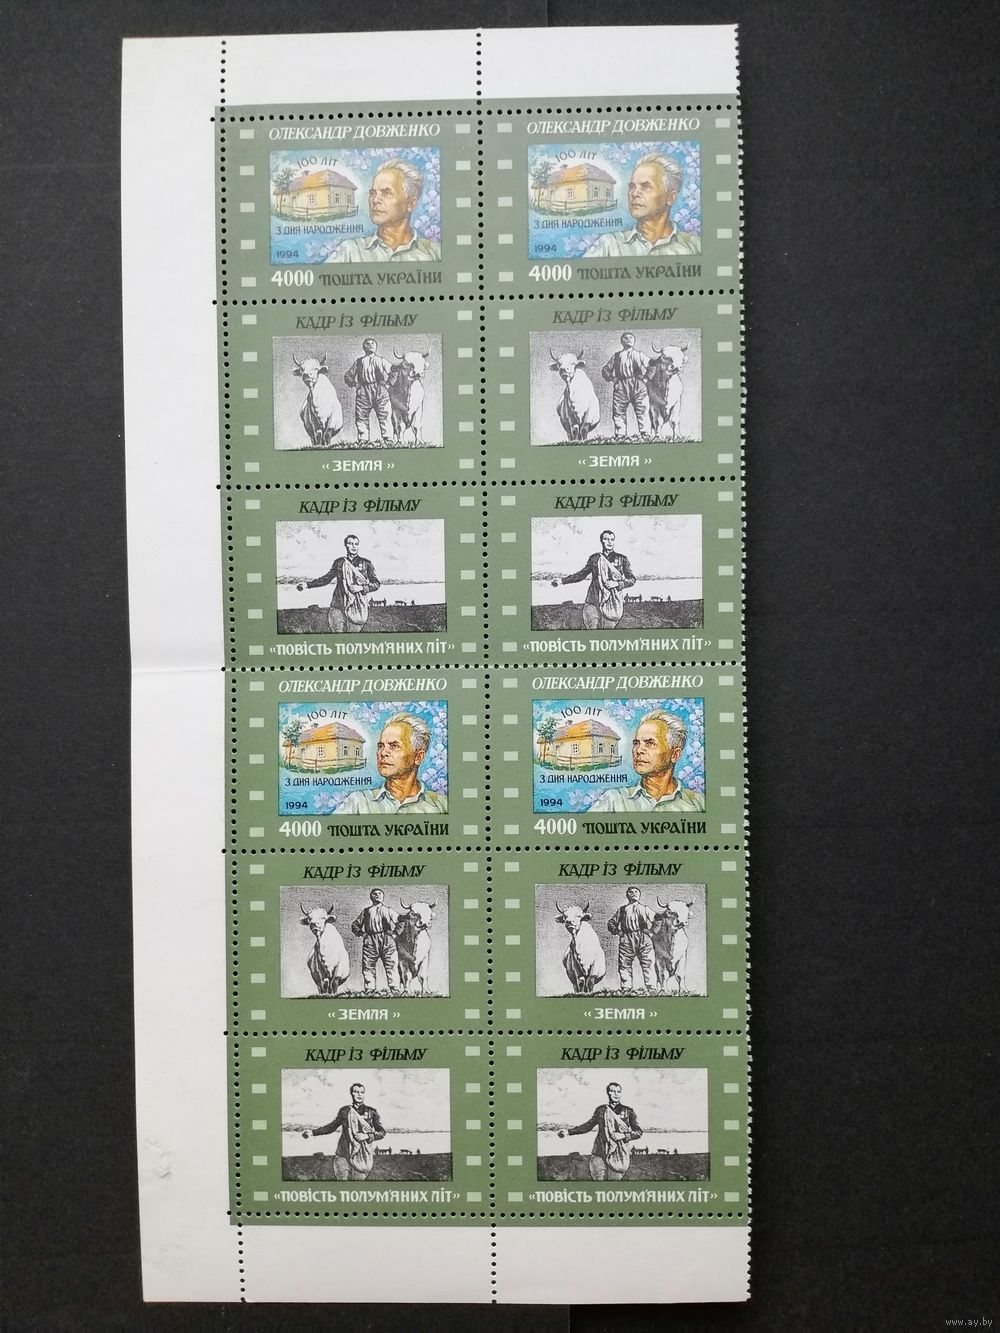 ОЛЕКСАНДР ДОВЖЕНКО
100 ЛІТ
З ДНЯ НАРОДЖЕННЯ
1994
4000 ПОШТА УКРАЇНИ
ОЛЕКСАНДР ДОВЖЕНКО
100 ЛІТ
З ДНЯ НАРОДЖЕННЯ
1994
4000 ПОШТА УКРАЇНИ
КАДР ІЗ ФІЛЬМУ
«ЗЕМЛЯ»
КАДР ІЗ ФІЛЬМУ
«ЗЕМЛЯ»
КАДР ІЗ ФІЛЬМУ
«ПОВІСТЬ ПОЛУМ'ЯНИХ ЛІТ»
КАДР ІЗ ФІЛЬМУ
«ПОВІСТЬ ПОЛУМ'ЯНИХ ЛІТ»
ОЛЕКСАНДР ДОВЖЕНКО
100 ЛІТ
З ДНЯ НАРОДЖЕННЯ
1994
4000 ПОШТА УКРАЇНИ
ОЛЕКСАНДР ДОВЖЕНКО
100 ЛІТ
З ДНЯ НАРОДЖЕННЯ
1994
4000 ПОШТА УКРАЇНИ
КАДР ІЗ ФІЛЬМУ
«ЗЕМЛЯ»
КАДР ІЗ ФІЛЬМУ
«ЗЕМЛЯ»
КАДР ІЗ ФІЛЬМУ
«ПОВІСТЬ ПОЛУМ'ЯНИХ ЛІТ»
КАДР ІЗ ФІЛЬМУ
«ПОВІСТЬ ПОЛУМ'ЯНИХ ЛІТ»
www.ay.by